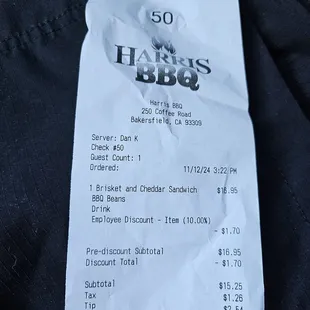 50
HARRIS
BBQ
Harris BBQ
250 Coffee Road
Bakersfield, CA 93309
Server: Dan K
Check #50
Guest Count: 1
Ordered: 11/12/24 3:22 PM
1 Brisket and Cheddar Sandwich $16.95
BBQ Beans
Drink
Employee Discount - Item (10.00%)
- $1.70
Pre-discount Subtotal $16.95
Discount Total - $1.70
Subtotal $15.25
Tax $1.26
Tip $2.54